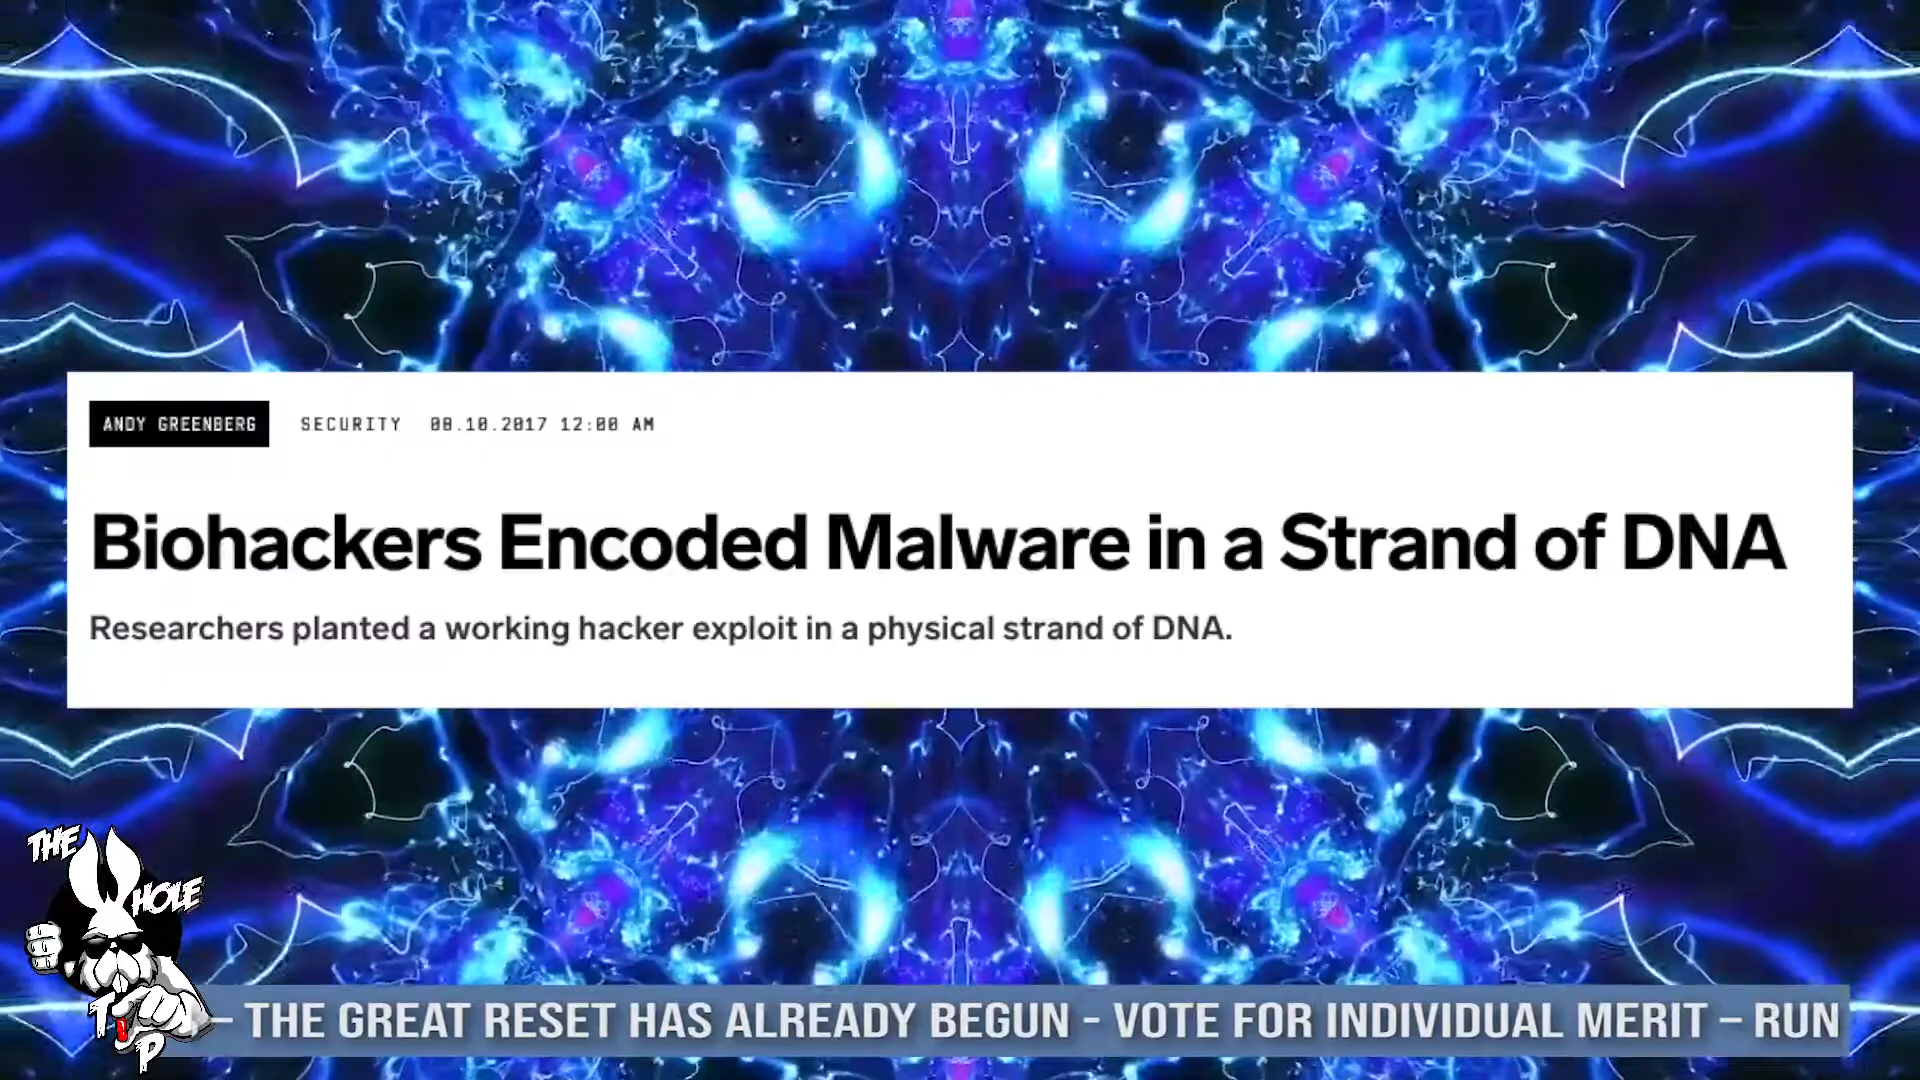 ANDY GREENBERG SECURITY 08.10.2017 12:00 AM
Biohackers Encoded Malware in a Strand of DNA
Researchers planted a working hacker exploit in a physical strand of DNA.
THE
HOLE
T P
– THE GREAT RESET HAS ALREADY BEGUN - VOTE FOR INDIVIDUAL MERIT – RUN